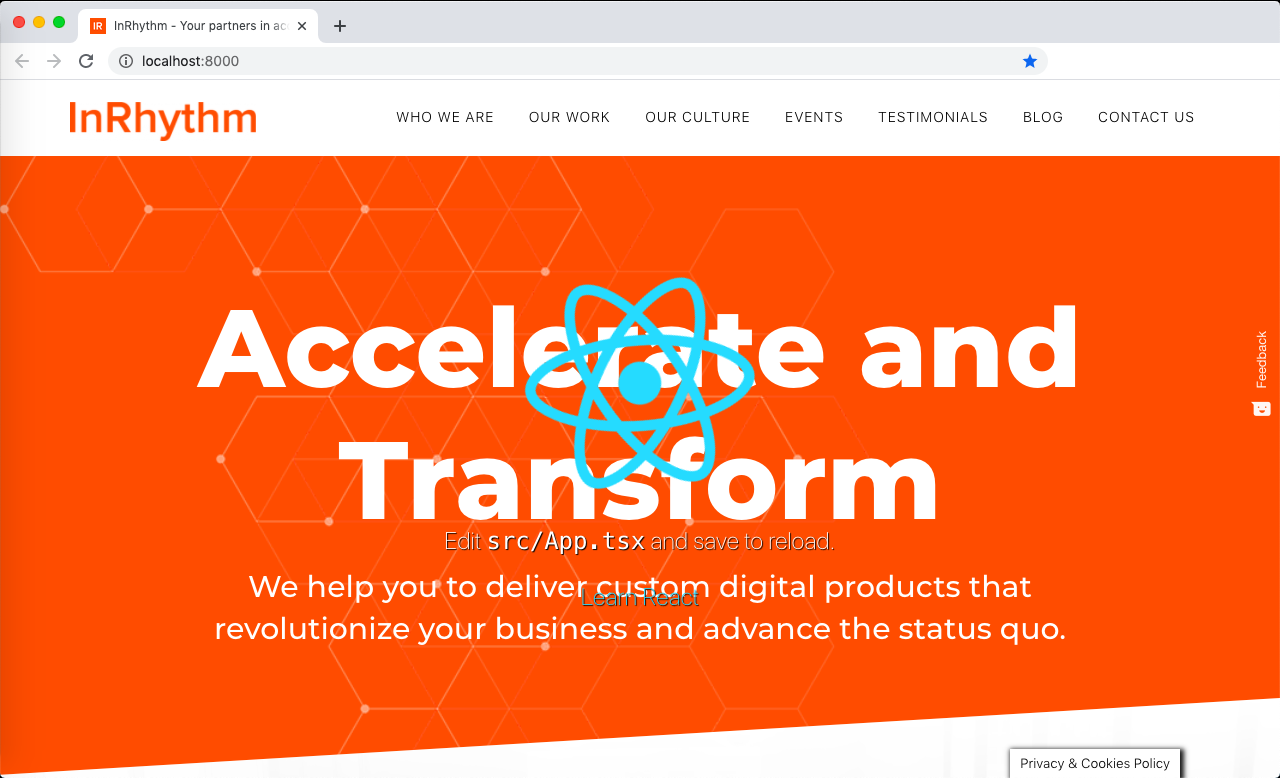 IR InRhythm - Your partners in acc
localhost:8000
InRhythm
WHO WE ARE OUR WORK OUR CULTURE EVENTS TESTIMONIALS BLOG CONTACT US
Accelerate and
Transform
Edit src/App.tsx and save to reload.
We help you to deliver custom digital products that
Learn React
revolutionize your business and advance the status quo.
Feedback
Privacy & Cookies Policy